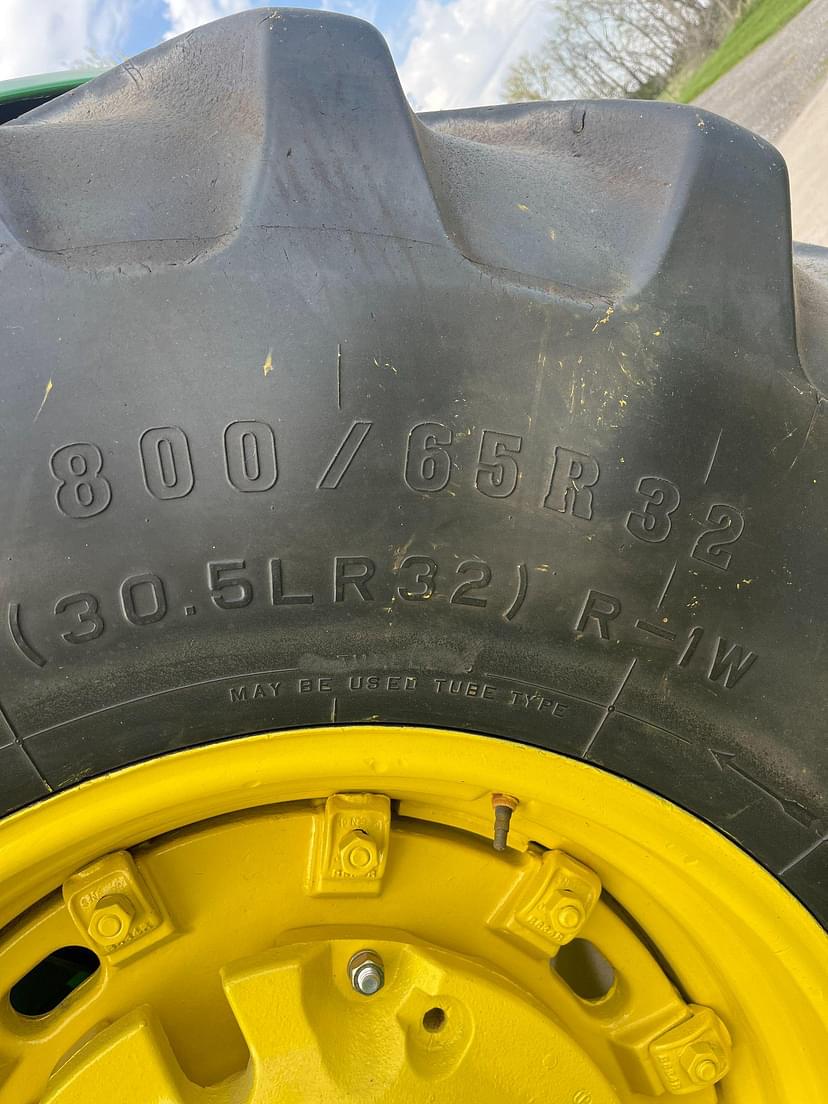 800/65R32
(30.5LR32) R-1W
MAY BE USED TUBE TYPE